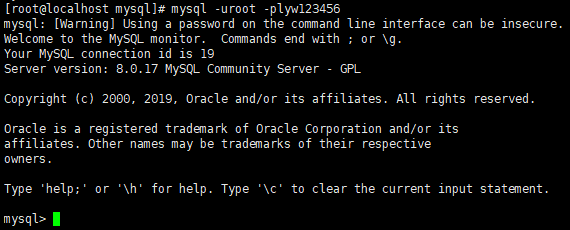 [root@localhost mysql]# mysql -uroot -plyw123456
mysql: [Warning] Using a password on the command line interface can be insecure.
Welcome to the MySQL monitor.  Commands end with ; or \g.
Your MySQL connection id is 19
Server version: 8.0.17 MySQL Community Server - GPL

Copyright (c) 2000, 2019, Oracle and/or its affiliates. All rights reserved.

Oracle is a registered trademark of Oracle Corporation and/or its
affiliates. Other names may be trademarks of their respective
owners.

Type 'help;' or '\h' for help. Type '\c' to clear the current input statement.

mysql>